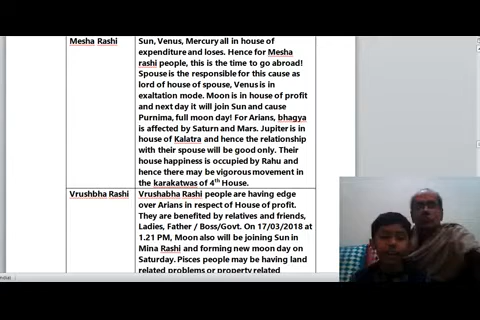 Mesha Rashi
Sun, Venus, Mercury all in house of
expenditure and loses. Hence for Mesha
rashi people, this is the time to go abroad!
Spouse is the responsible for this cause as
lord of house of spouse, Venus is in
exaltation mode. Moon is in house of profit
and next day it will join Sun and cause
Purnima, full moon day! For Arians, bhagya
is affected by Saturn and Mars. Jupiter is in
house of Kalatra and hence the relationship
with their spouse will be good only. Their
house happiness is occupied by Rahu and
hence there may be vigorous movement in
the karakatwas of 4th House.
Vrushbha Rashi
Vrushabha Rashi people are having edge
over Arians in respect of House of profit.
They are benefited by relatives and friends,
Ladies, Father / Boss/Govt. On 17/03/2018 at
1.21 PM, Moon also will be joining Sun in
Mina Rashi and forming new moon day on
Saturday. Pisces people may be having land
related problems or property related